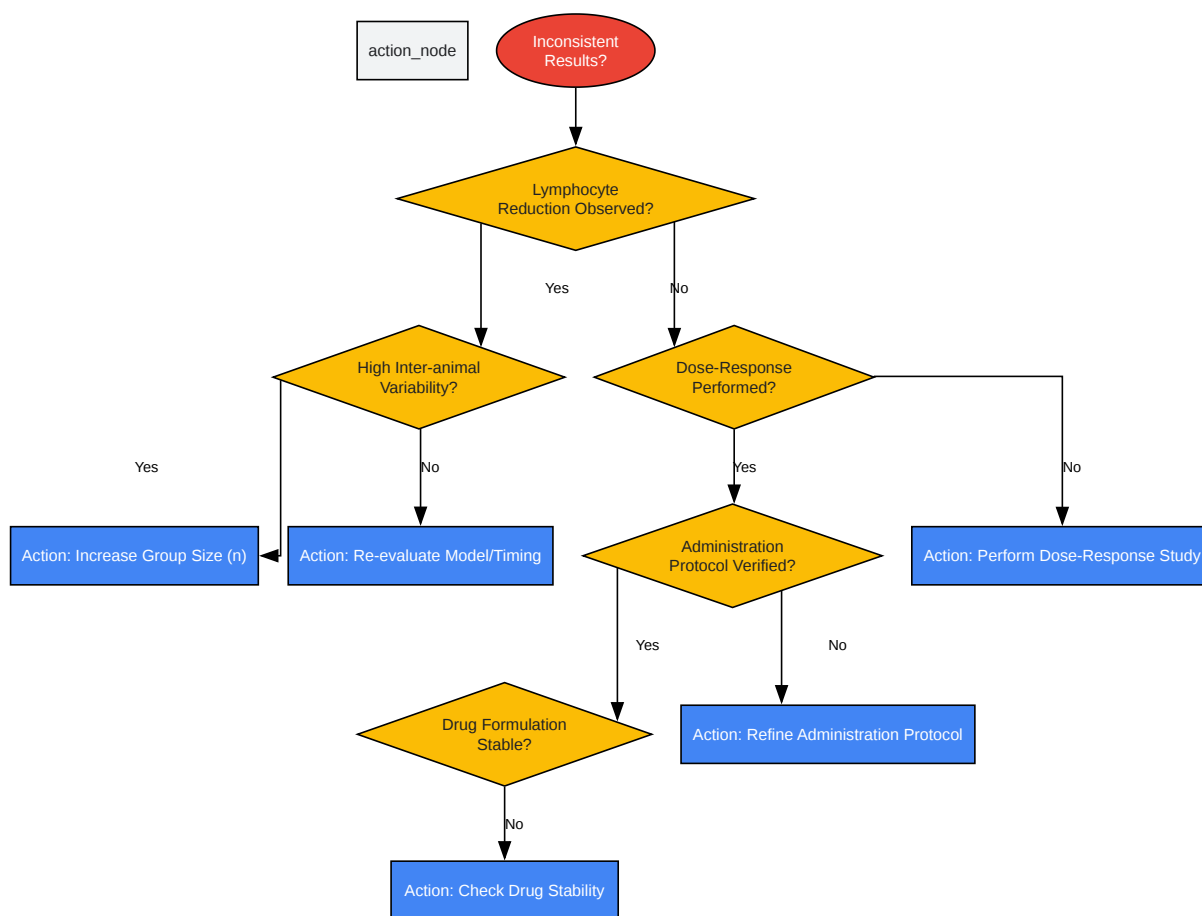 action_node
Inconsistent
Results?
Lymphocyte
Reduction Observed?
Yes
No
High Inter-animal
Variability?
Dose-Response
Performed?
Yes
No
Yes
No
Action: Increase Group Size (n)
Action: Re-evaluate Model/Timing
Administration
Protocol Verified?
Action: Perform Dose-Response Study
Yes
No
Drug Formulation
Stable?
Action: Refine Administration Protocol
No
Action: Check Drug Stability